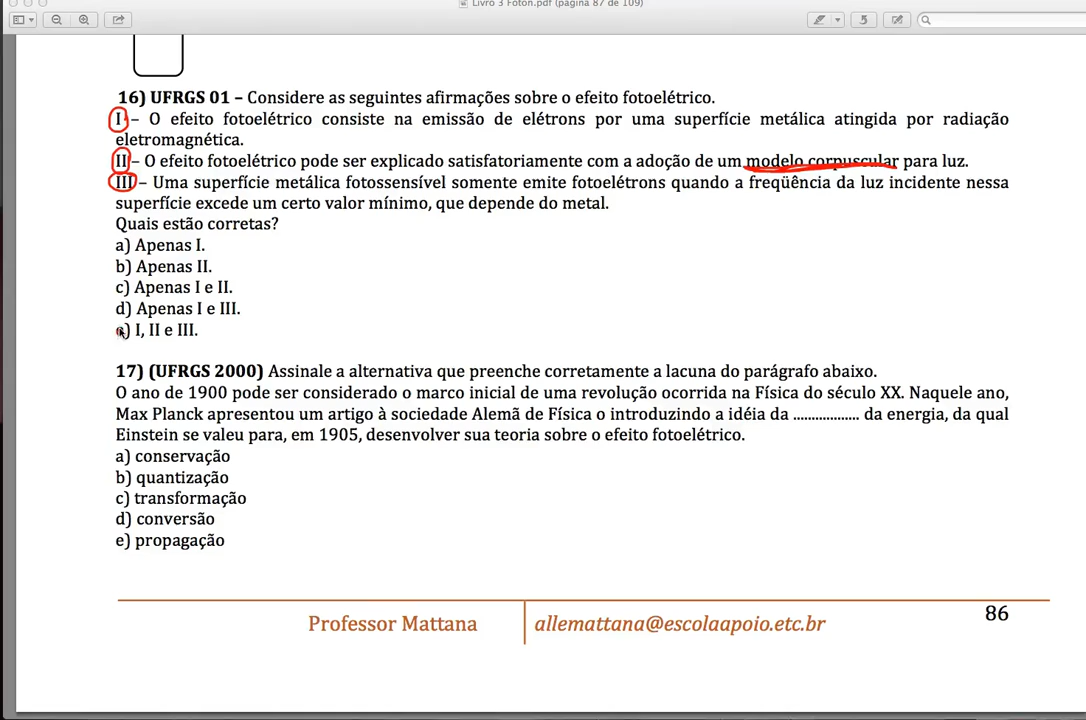 Livro 3 Foton.pdf (página 87 de 109)
16) UFRGS 01 – Considere as seguintes afirmações sobre o efeito fotoelétrico.
I – O efeito fotoelétrico consiste na emissão de elétrons por uma superfície metálica atingida por radiação
eletromagnética.
II – O efeito fotoelétrico pode ser explicado satisfatoriamente com a adoção de um modelo corpuscular para luz.
III – Uma superfície metálica fotossensível somente emite fotoelétrons quando a freqüência da luz incidente nessa
superfície excede um certo valor mínimo, que depende do metal.
Quais estão corretas?
a) Apenas I.
b) Apenas II.
c) Apenas I e II.
d) Apenas I e III.
e) I, II e III.
17) (UFRGS 2000) Assinale a alternativa que preenche corretamente a lacuna do parágrafo abaixo.
O ano de 1900 pode ser considerado o marco inicial de uma revolução ocorrida na Física do século XX. Naquele ano,
Max Planck apresentou um artigo à sociedade Alemã de Física o introduzindo a idéia da .................. da energia, da qual
Einstein se valeu para, em 1905, desenvolver sua teoria sobre o efeito fotoelétrico.
a) conservação
b) quantização
c) transformação
d) conversão
e) propagação
86
Professor Mattana allemattana@escolaapoio.etc.br